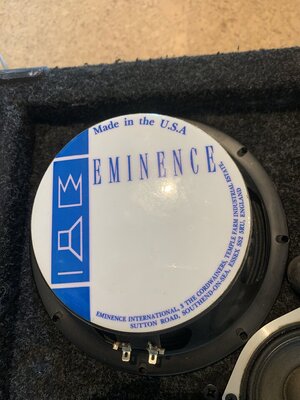 Made in the U.S.A
EMINENCE
EMINENCE INTERNATIONAL, 3 THE CORDWAINERS, TEMPLE FARM INDUSTRIAL ESTATE,
SUTTON ROAD, SOUTHEND-ON-SEA, ESSEX SS2 5RU, ENGLAND